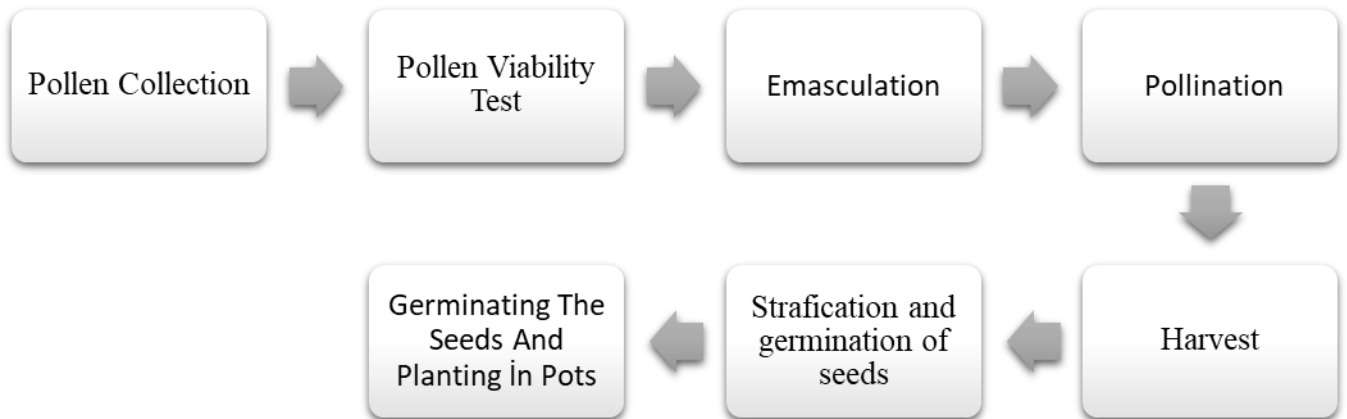 Pollen Collection
Pollen Viability
Test
Emasculation
Pollination
Harvest
Strafication and
germination of
seeds
Germinating The
Seeds And
Planting İn Pots